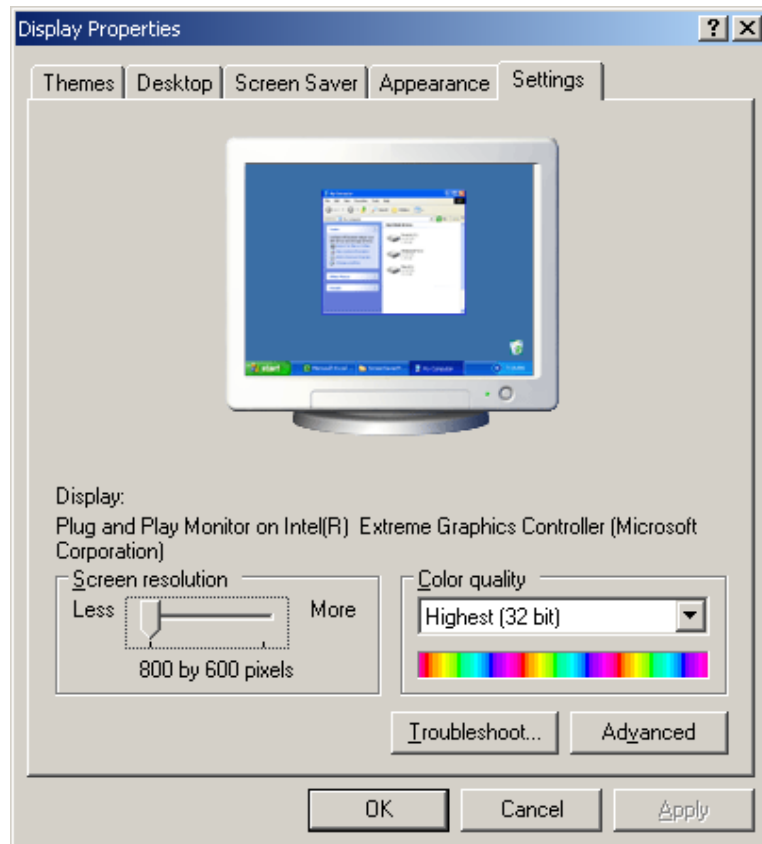 Display Properties
Themes Desktop Screen Saver Appearance Settings
start
Display:
Plug and Play Monitor on Intel(R) Extreme Graphics Controller (Microsoft
Corporation)
Screen resolution
Less More
800 by 600 pixels
Color quality
Highest (32 bit)
Troubleshoot... Advanced
OK Cancel Apply